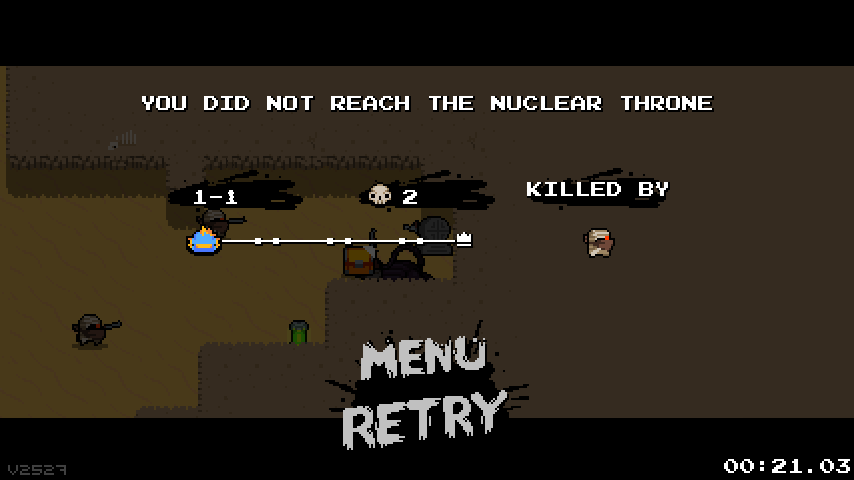 YOU DID NOT REACH THE NUCLEAR THRONE
1-1
2
KILLED BY
MENU
RETRY
V2527
00:21.03